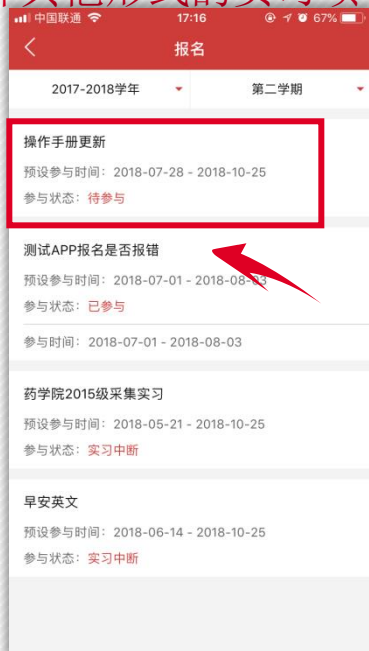 中国联通 17:16 67%
报名
2017-2018学年 第二学期
操作手册更新
预设参与时间：2018-07-28 - 2018-10-25
参与状态：待参与
测试APP报名是否报错
预设参与时间：2018-07-01 - 2018-08-03
参与状态：已参与
参与时间：2018-07-01 - 2018-08-03
药学院2015级采集实习
预设参与时间：2018-05-21 - 2018-10-25
参与状态：实习中断
早安英文
预设参与时间：2018-06-14 - 2018-10-25
参与状态：实习中断